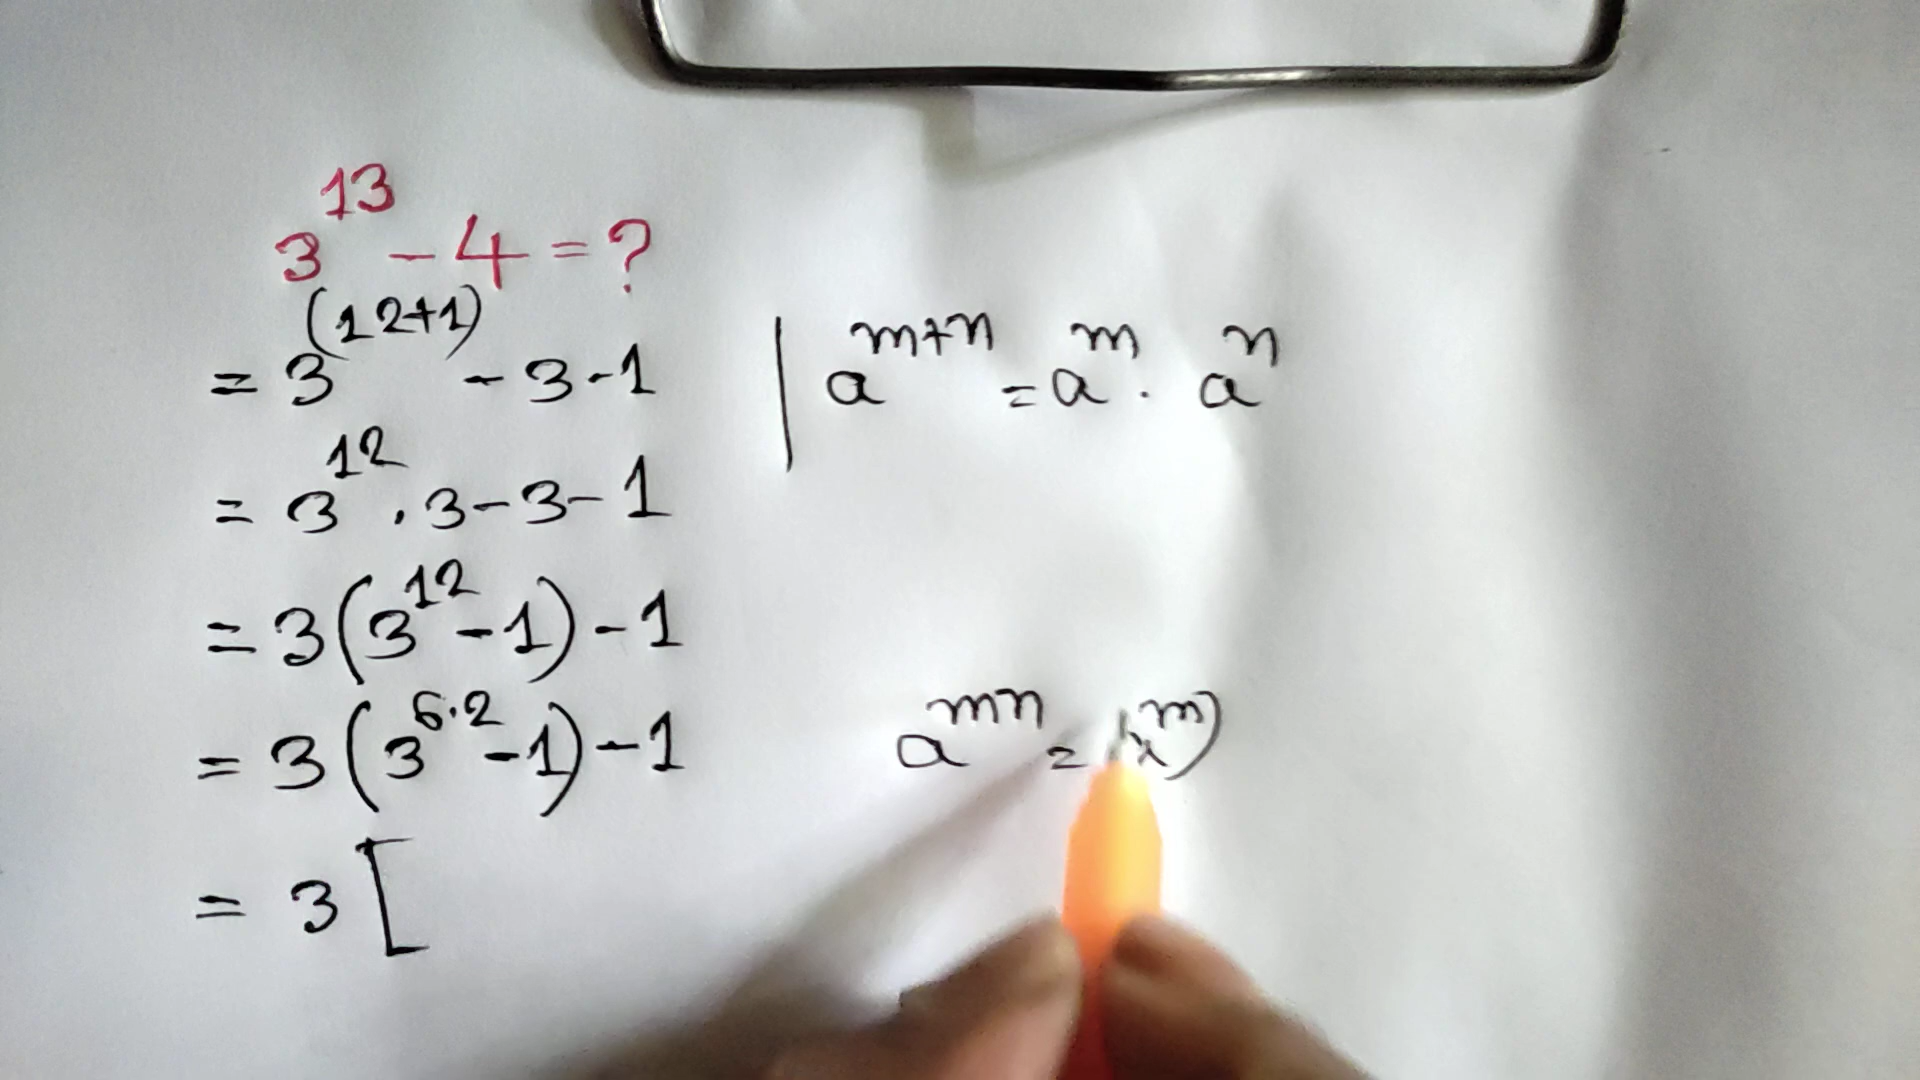 3^13 - 4 = ?
= 3^(12+1) - 3 - 1 | a^m+n = a^m . a^n
= 3^12 . 3 - 3 - 1
= 3(3^12 - 1) - 1
= 3(3^6.2 - 1) - 1 a^mn = (x^m)
= 3[